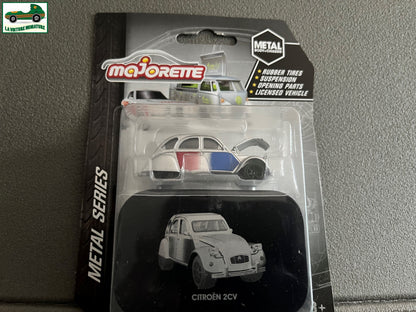 LA VOITURE MINIATURE
majorette
METAL
BODY+CHASSIS
• RUBBER TIRES
• SUSPENSION
• OPENING PARTS
• LICENSED VEHICLE
METAL SERIES
CITROËN 2CV